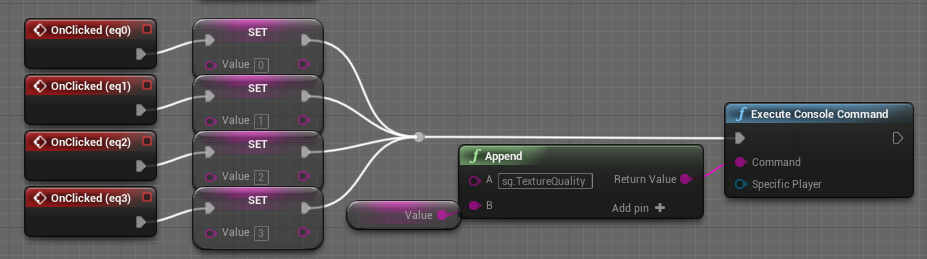 OnClicked (eq0)
SET
Value 0
OnClicked (eq1)
SET
Value 1
OnClicked (eq2)
SET
Value 2
OnClicked (eq3)
SET
Value 3
Value
f Append
A sg.TextureQuality Return Value
B
Add pin +
f Execute Console Command
Command
Specific Player